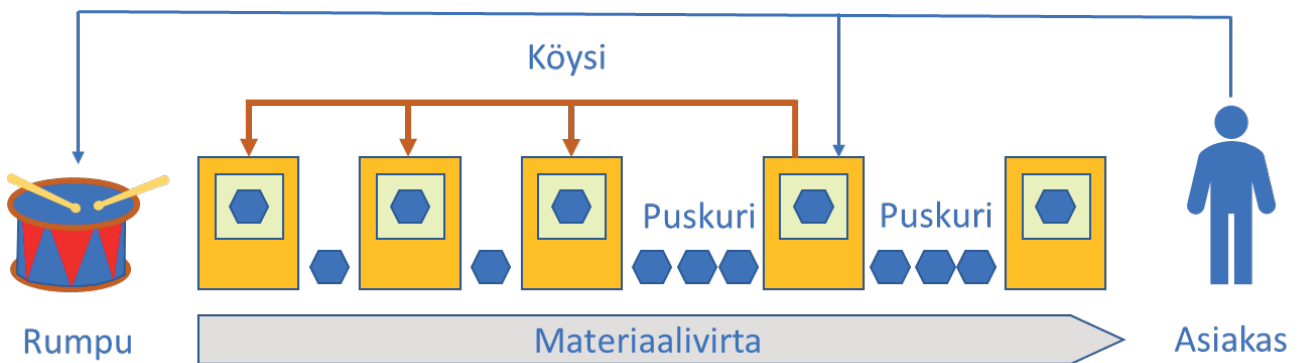 Köysi
Puskuri
Puskuri
Rumpu
Materiaalivirta
Asiakas